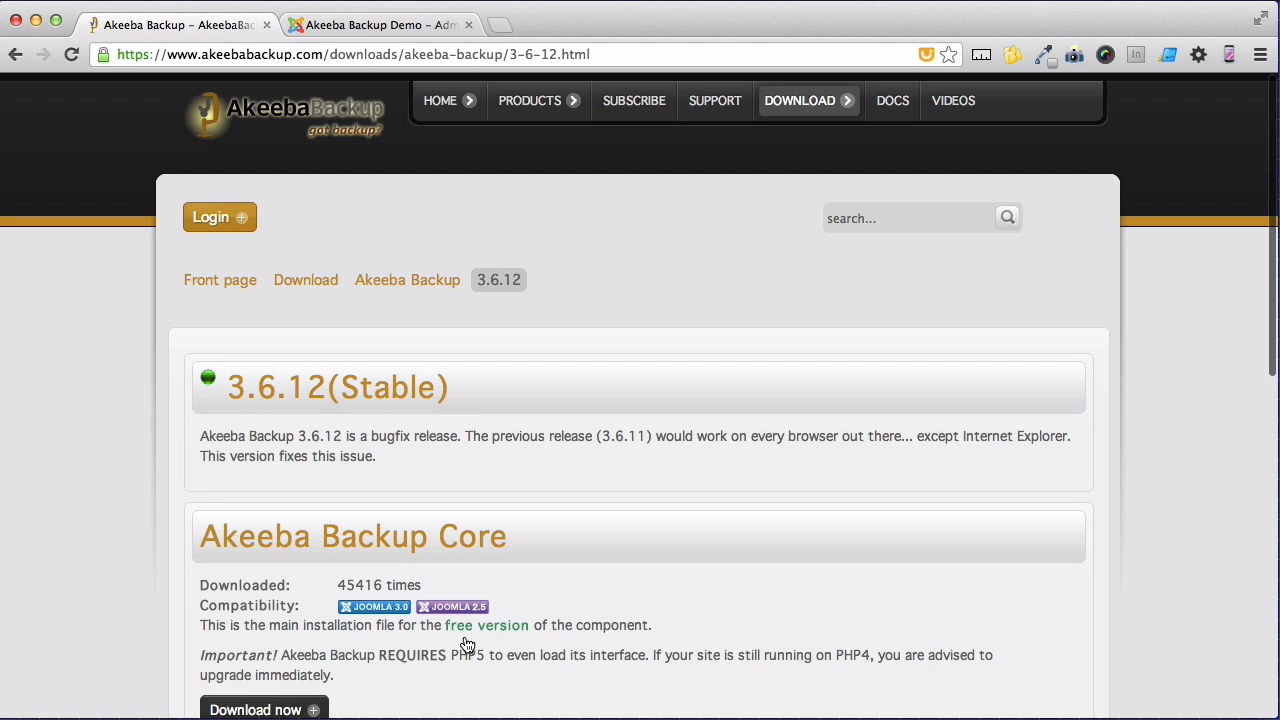 Akeeba Backup – AkeebaBac
Akeeba Backup Demo – Adm
https://www.akeebabackup.com/downloads/akeeba-backup/3-6-12.html
AkeebaBackup
got backup?
HOME
PRODUCTS
SUBSCRIBE
SUPPORT
DOWNLOAD
DOCS
VIDEOS
Login
search...
Front page
Download
Akeeba Backup
3.6.12
3.6.12(Stable)
Akeeba Backup 3.6.12 is a bugfix release. The previous release (3.6.11) would work on every browser out there... except Internet Explorer.
This version fixes this issue.
Akeeba Backup Core
Downloaded: 45416 times
Compatibility: JOOMLA 3.0 JOOMLA 2.5
This is the main installation file for the free version of the component.
Important! Akeeba Backup REQUIRES PHP5 to even load its interface. If your site is still running on PHP4, you are advised to
upgrade immediately.
Download now